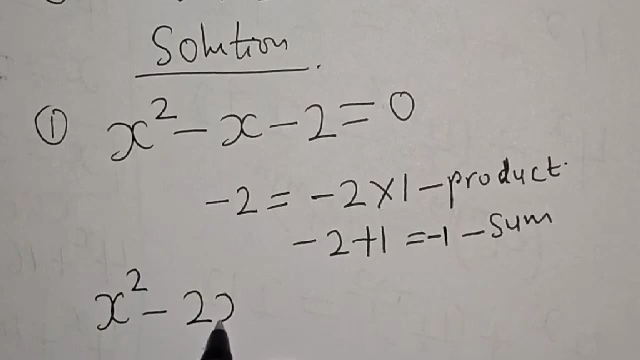 Solution.
① x² - x - 2 = 0
-2 = -2 × 1 - product.
-2 + 1 = -1 - Sum
x² - 2